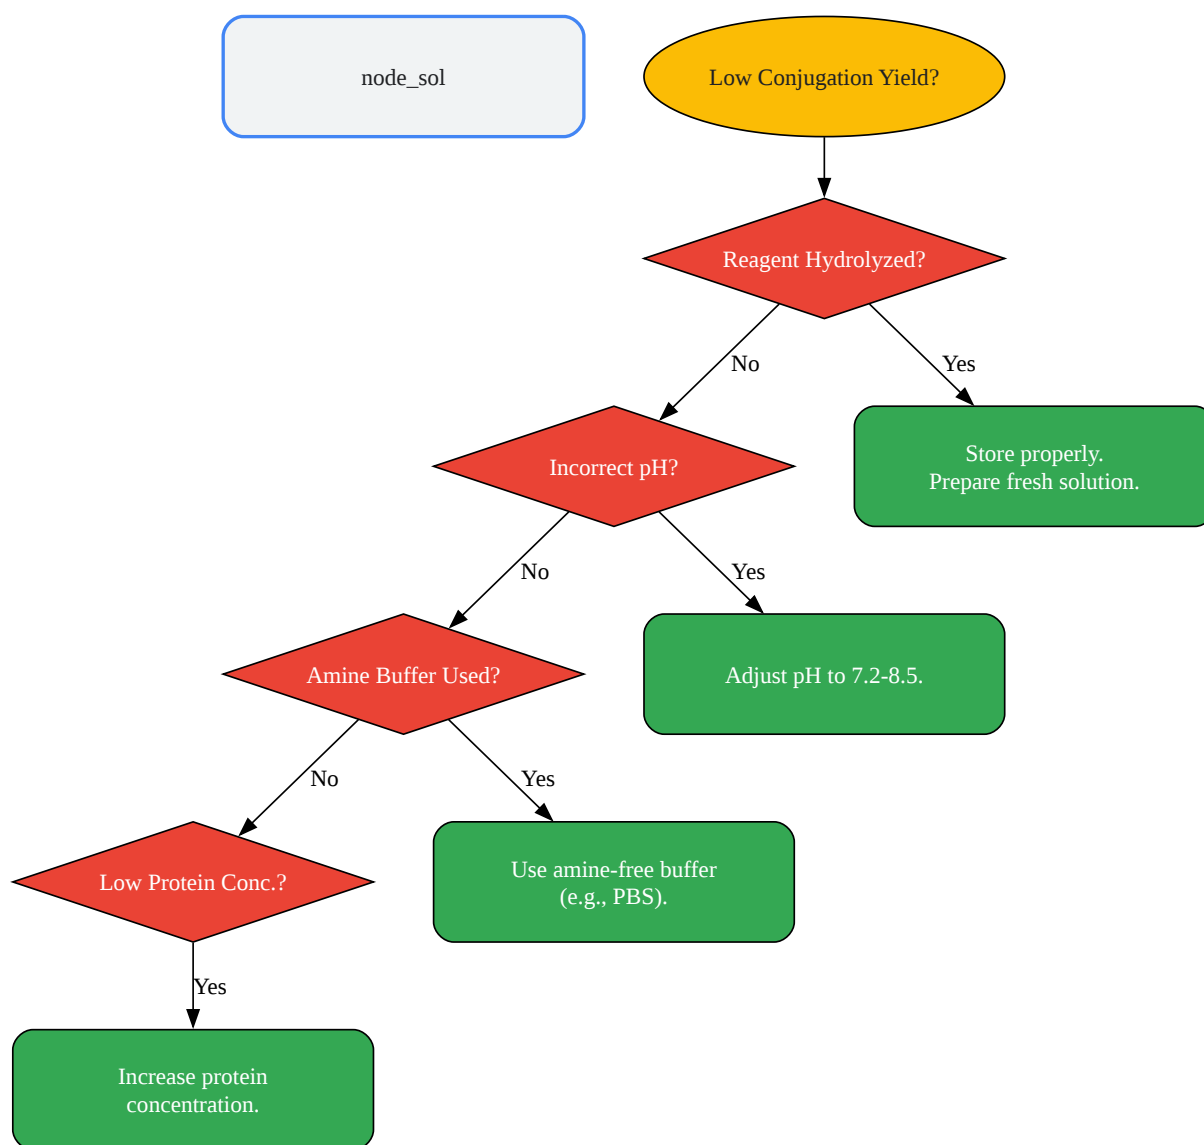 node_sol
Low Conjugation Yield?
Reagent Hydrolyzed?
No
Yes
Incorrect pH?
Store properly.
Prepare fresh solution.
No
Yes
Amine Buffer Used?
Adjust pH to 7.2-8.5.
No
Yes
Low Protein Conc.?
Use amine-free buffer
(e.g., PBS).
Yes
Increase protein
concentration.